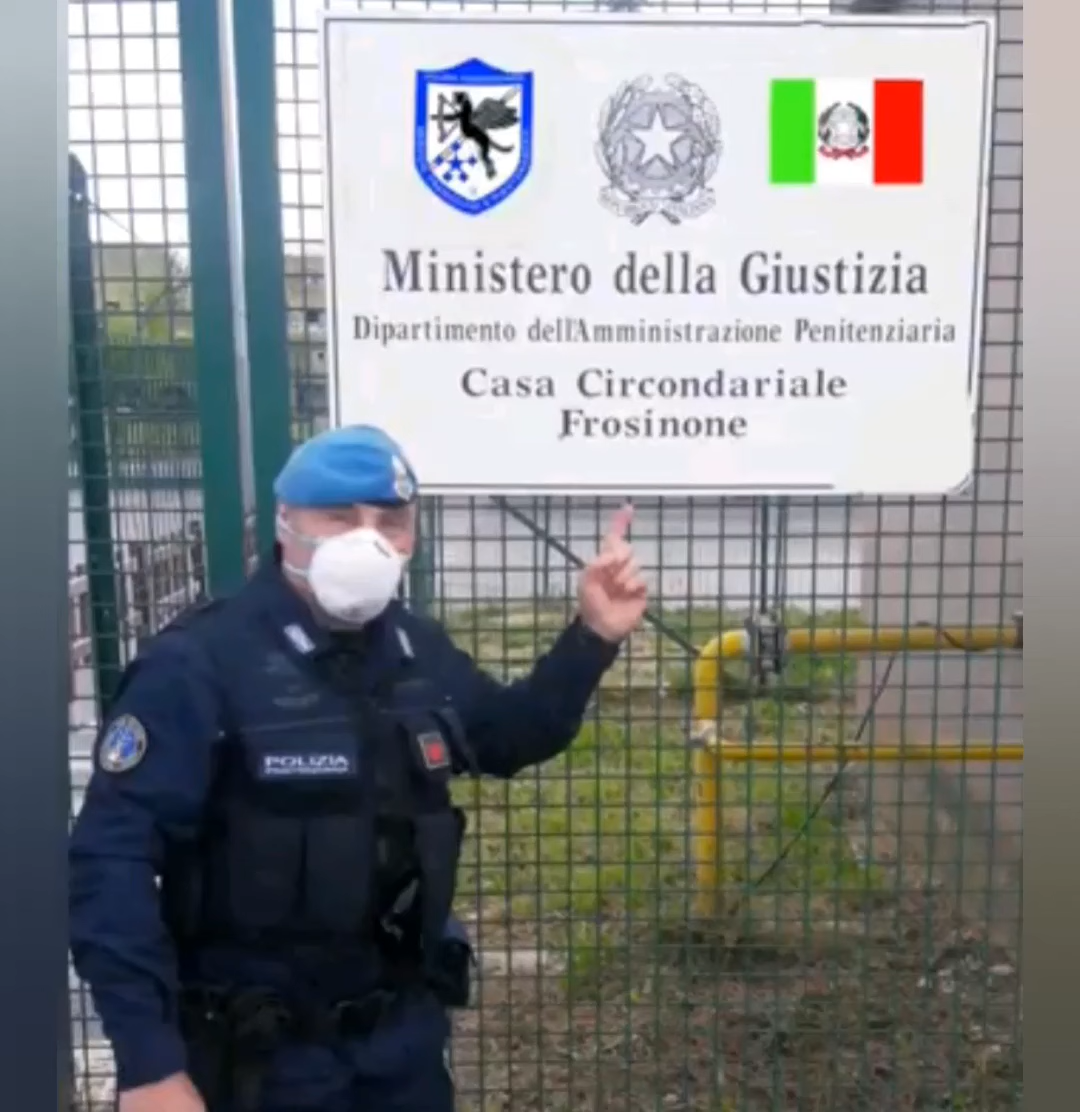 Ministero della Giustizia
Dipartimento dell'Amministrazione Penitenziaria
Casa Circondariale
Frosinone
POLIZIA